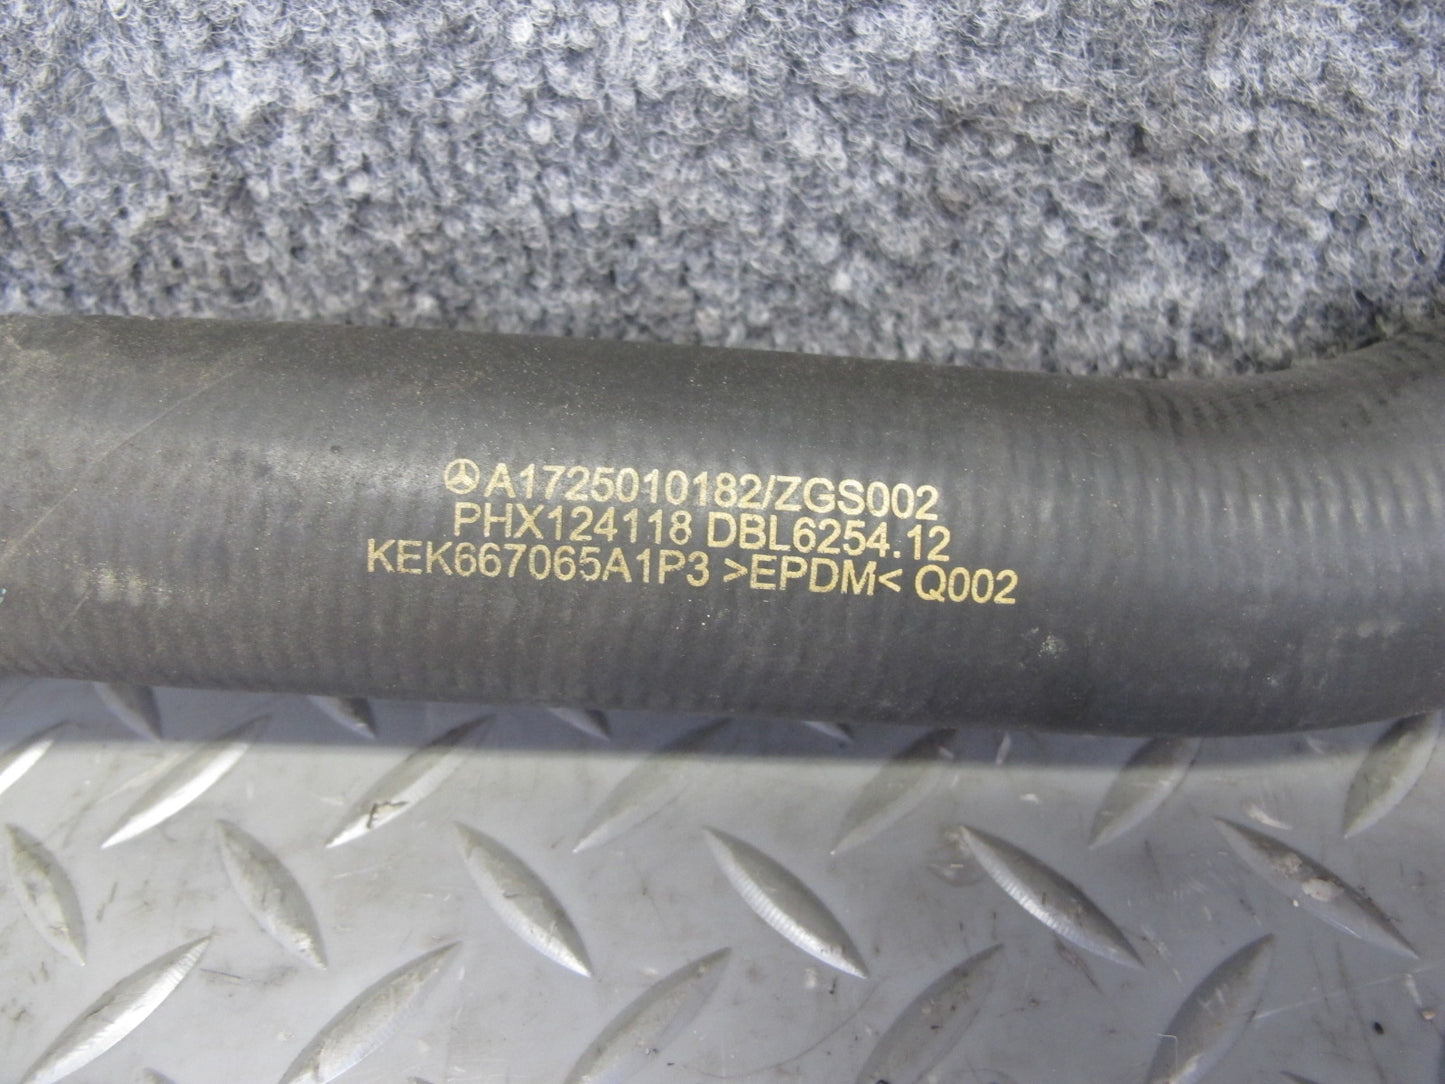 A1725010182/ZGS002
PHX124118 DBL6254.12
KEK667065A1P3 >EPDM< Q002